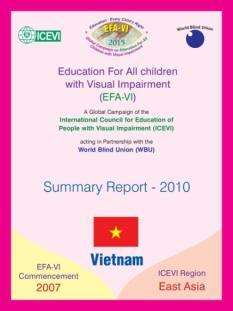 ICEVI
Education - Every Child's Right
EFA-VI
2015
World Blind Union
Education For All children
with Visual Impairment
(EFA-VI)
A Global Campaign of the
International Council for Education of
People with Visual Impairment (ICEVI)
acting in Partnership with the
World Blind Union (WBU)
Summary Report - 2010
Vietnam
EFA-VI
Commencement
2007
ICEVI Region
East Asia